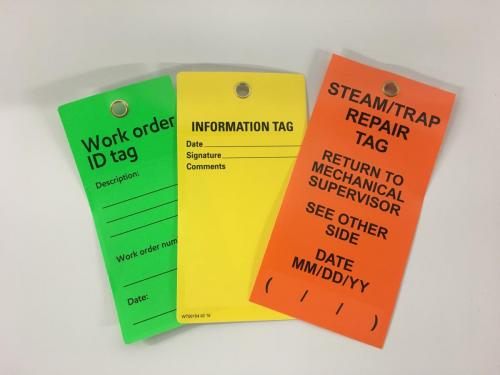 Work order
ID tag
Description:
Work order num
Date:
INFORMATION TAG
Date
Signature
Comments
STEAM/TRAP
REPAIR
TAG
RETURN TO
MECHANICAL
SUPERVISOR
SEE OTHER
SIDE
DATE
MM/DD/YY
( / / )